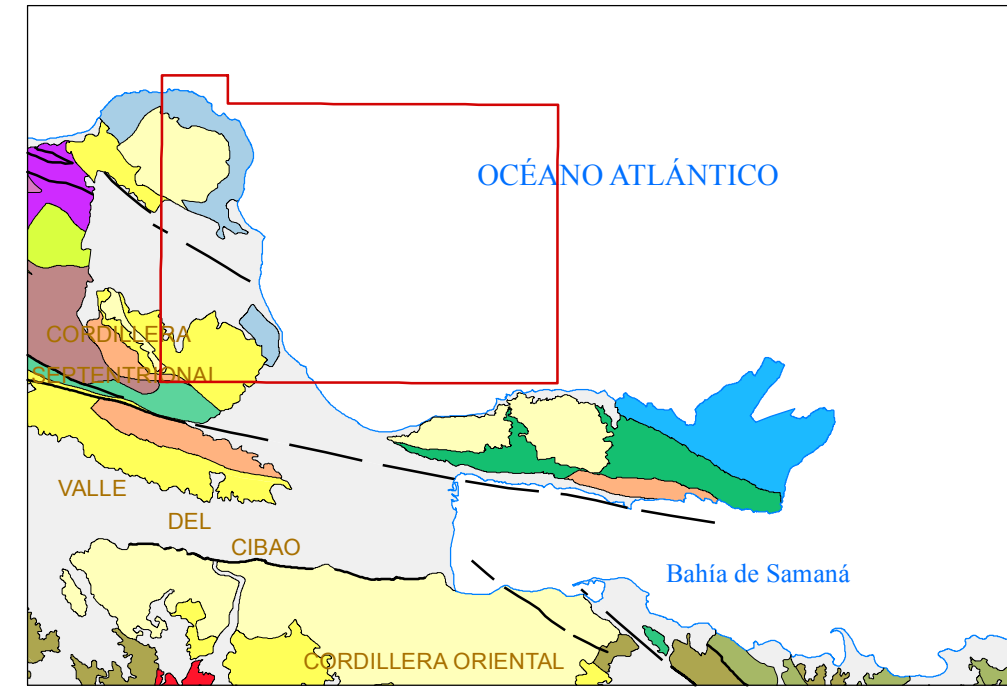 OCÉANO ATLÁNTICO
CORDILLERA
SEPTENTRIONAL
VALLE
DEL
CIBAO
Bahía de Samaná
CORDILLERA ORIENTAL